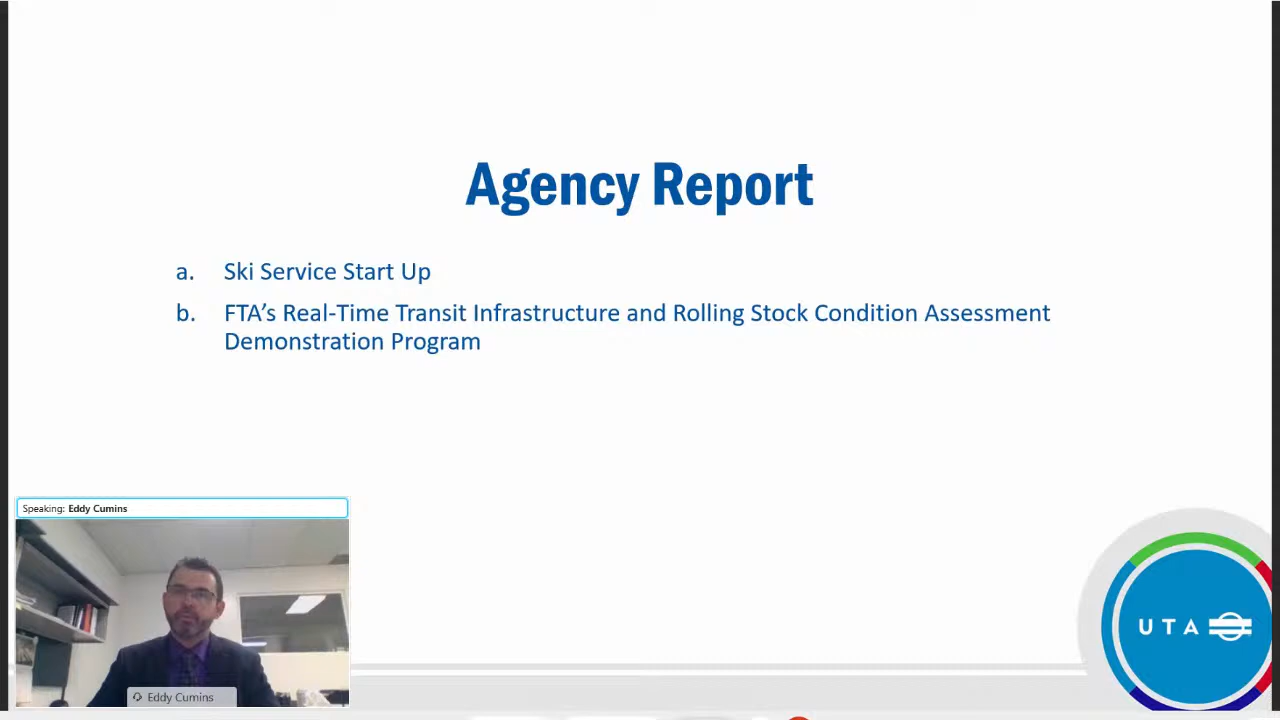 Agency Report
a. Ski Service Start Up
b. FTA's Real-Time Transit Infrastructure and Rolling Stock Condition Assessment
Demonstration Program
Speaking: Eddy Cumins
Eddy Cumins
UTA